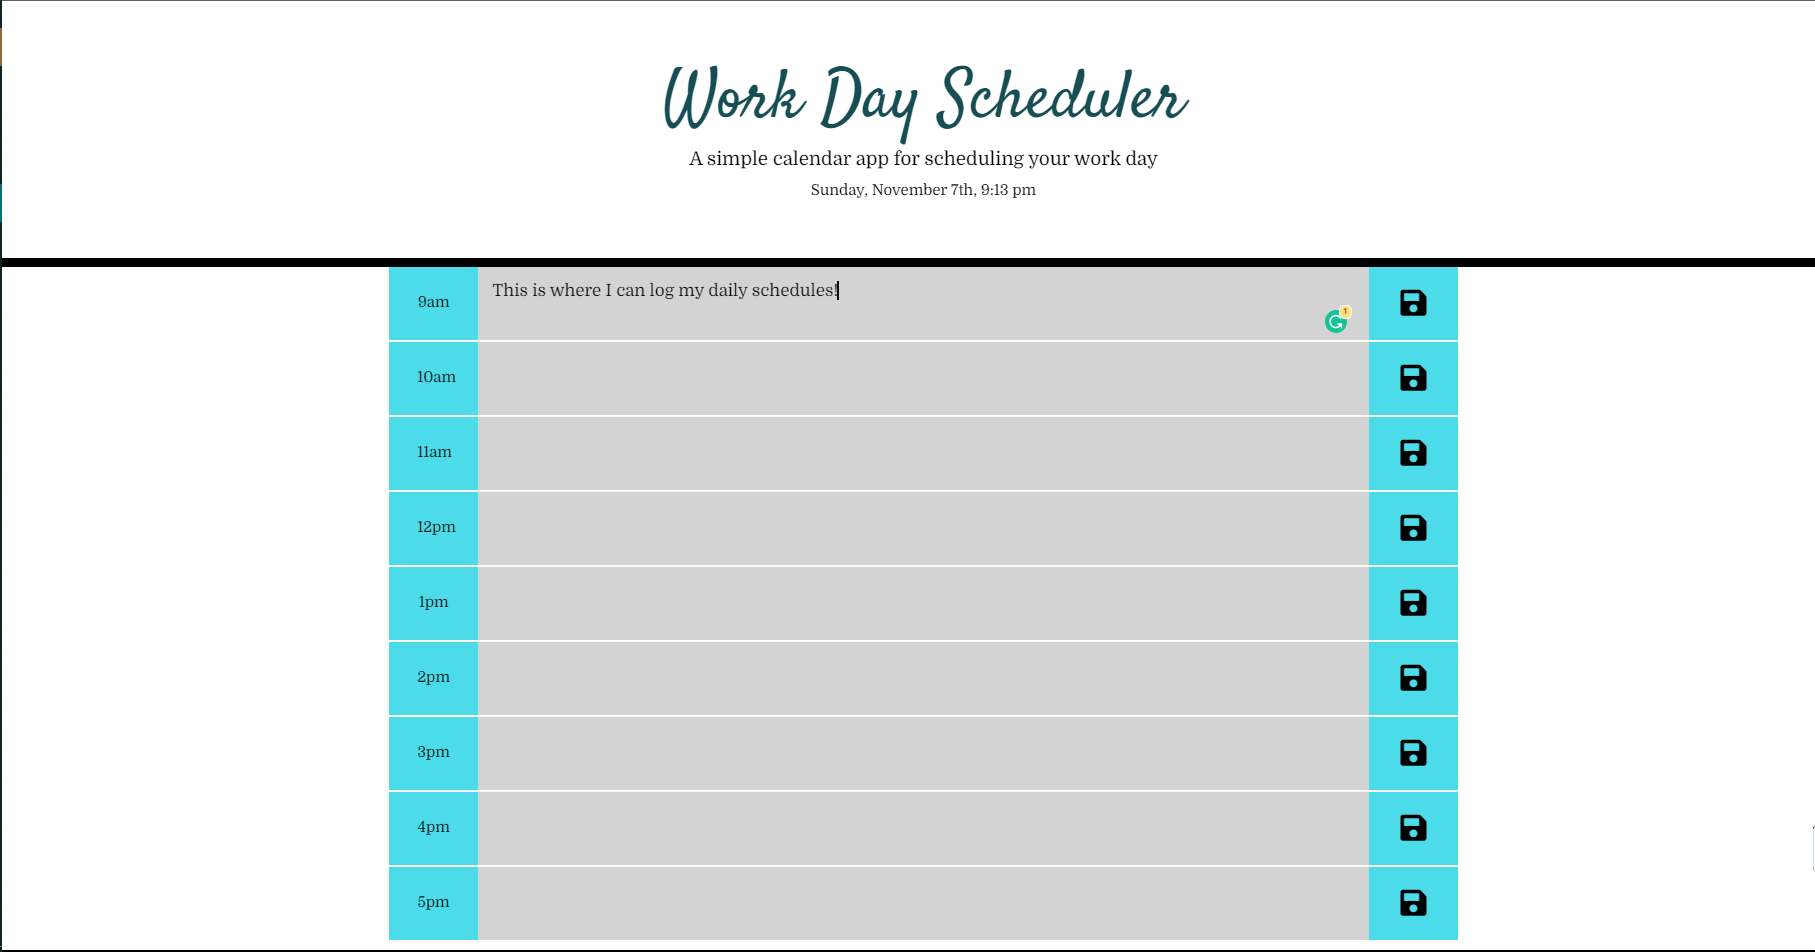 Work Day Scheduler
A simple calendar app for scheduling your work day
Sunday, November 7th, 9:13 pm
9am
This is where I can log my daily schedules!
1
10am
11am
12pm
1pm
2pm
3pm
4pm
5pm